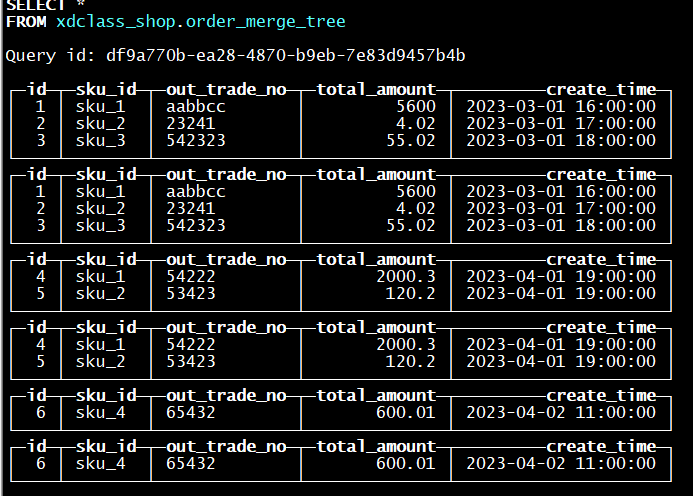 SELECT *
FROM xdclass_shop.order_merge_tree
Query id: df9a770b-ea28-4870-b9eb-7e83d9457b4b
id sku_id out_trade_no total_amount create_time
1 sku_1 aabbcc 5600 2023-03-01 16:00:00
2 sku_2 23241 4.02 2023-03-01 17:00:00
3 sku_3 542323 55.02 2023-03-01 18:00:00
id sku_id out_trade_no total_amount create_time
1 sku_1 aabbcc 5600 2023-03-01 16:00:00
2 sku_2 23241 4.02 2023-03-01 17:00:00
3 sku_3 542323 55.02 2023-03-01 18:00:00
id sku_id out_trade_no total_amount create_time
4 sku_1 54222 2000.3 2023-04-01 19:00:00
5 sku_2 53423 120.2 2023-04-01 19:00:00
id sku_id out_trade_no total_amount create_time
4 sku_1 54222 2000.3 2023-04-01 19:00:00
5 sku_2 53423 120.2 2023-04-01 19:00:00
id sku_id out_trade_no total_amount create_time
6 sku_4 65432 600.01 2023-04-02 11:00:00
id sku_id out_trade_no total_amount create_time
6 sku_4 65432 600.01 2023-04-02 11:00:00